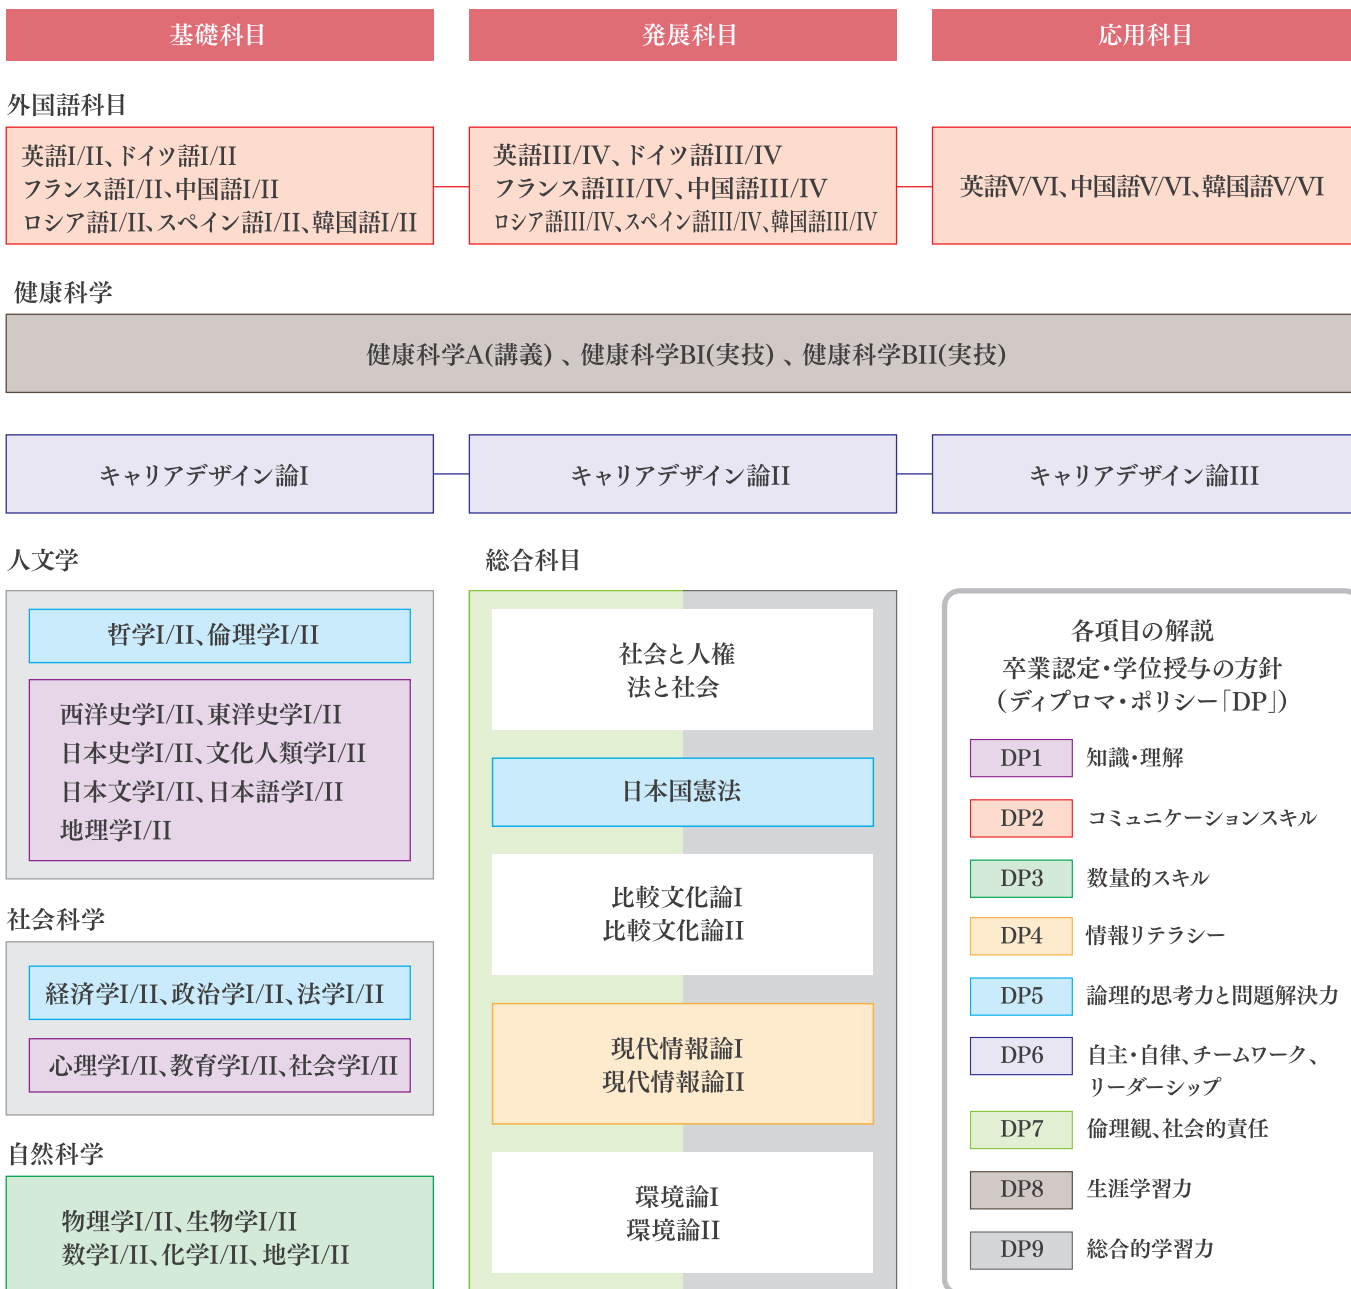 基礎科目
発展科目
応用科目
外国語科目
英語I/II、ドイツ語I/II
フランス語I/II、中国語I/II
ロシア語I/II、スペイン語I/II、韓国語I/II
英語III/IV、ドイツ語III/IV
フランス語III/IV、中国語III/IV
ロシア語III/IV、スペイン語III/IV、韓国語III/IV
英語V/VI、中国語V/VI、韓国語V/VI
健康科学
健康科学A(講義) 、健康科学BI(実技) 、健康科学BII(実技)
キャリアデザイン論I
キャリアデザイン論II
キャリアデザイン論III
人文学
哲学I/II、倫理学I/II
西洋史学I/II、東洋史学I/II
日本史学I/II、文化人類学I/II
日本文学I/II、日本語学I/II
地理学I/II
社会科学
経済学I/II、政治学I/II、法学I/II
心理学I/II、教育学I/II、社会学I/II
自然科学
物理学I/II、生物学I/II
数学I/II、化学I/II、地学I/II
総合科目
社会と人権
法と社会
日本国憲法
比較文化論I
比較文化論II
現代情報論I
現代情報論II
環境論I
環境論II
各項目の解説
卒業認定・学位授与の方針
(ディプロマ・ポリシー「DP」)
DP1 知識・理解
DP2 コミュニケーションスキル
DP3 数量的スキル
DP4 情報リテラシー
DP5 論理的思考力と問題解決力
DP6 自主・自律、チームワーク、
リーダーシップ
DP7 倫理観、社会的責任
DP8 生涯学習力
DP9 総合的学習力